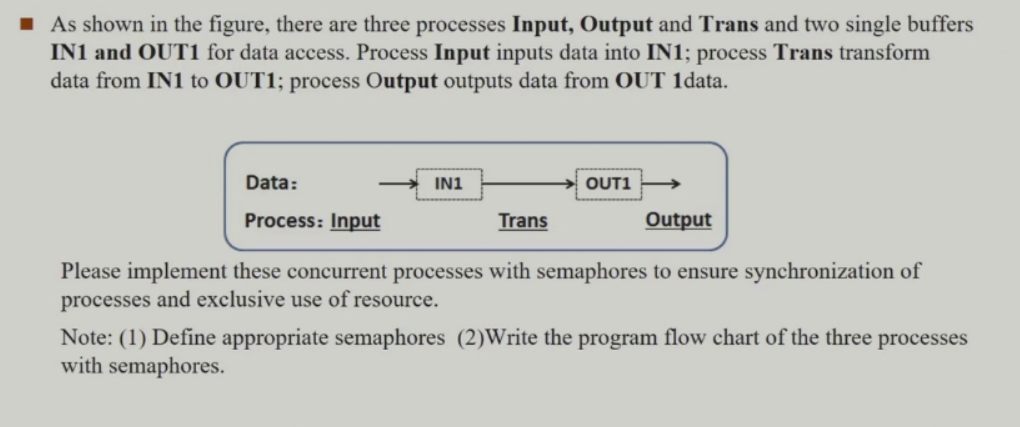 As shown in the figure, there are three processes Input, Output and Trans and two single buffers
IN1 and OUT1 for data access. Process Input inputs data into IN1; process Trans transform
data from IN1 to OUT1; process Output outputs data from OUT 1data.
Data: IN1 OUT1
Process: Input Trans Output
Please implement these concurrent processes with semaphores to ensure synchronization of
processes and exclusive use of resource.
Note: (1) Define appropriate semaphores (2)Write the program flow chart of the three processes
with semaphores.